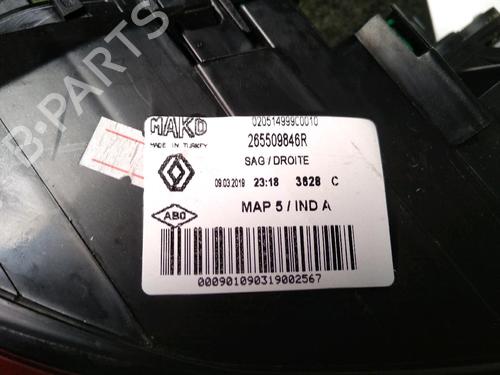 MAKO
020514999C0010
MADE IN TURKEY
265509846R
SAG / DROITE
09.03.2019 23:18 3628 C
ABO
MAP 5 / IND A
000901090319002567
B-PARTS